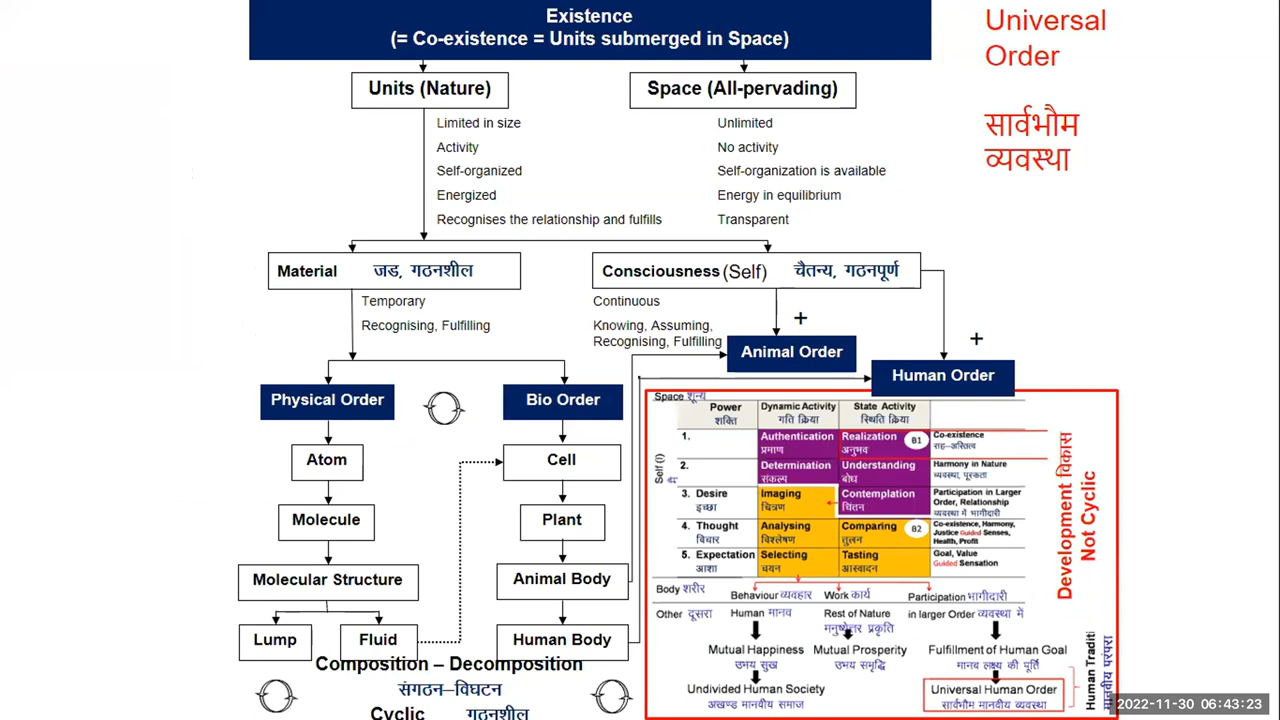 Existence
(= Co-existence = Units submerged in Space)
Universal
Order
सार्वभौम
व्यवस्था
Units (Nature)
Space (All-pervading)
Limited in size
Activity
Self-organized
Energized
Recognises the relationship and fulfills
Unlimited
No activity
Self-organization is available
Energy in equilibrium
Transparent
Material जड, गठनशील
Consciousness (Self) चैतन्य, गठनपूर्ण
Temporary
Recognising, Fulfilling
Continuous
Knowing, Assuming,
Recognising, Fulfilling
+
+
Animal Order
Human Order
Physical Order
Bio Order
Atom
Molecule
Molecular Structure
Lump
Fluid
Cell
Plant
Animal Body
Human Body
Composition – Decomposition
संगठन–विघटन
Cyclic गठनशील
Space शून्य
Power Dynamic Activity State Activity
शक्ति गति क्रिया स्थिति क्रिया
Self (I)
1. Authentication Realization B1 Co-existence
प्रमाण अनुभव सह-अस्तित्व
2. Determination Understanding Harmony in Nature
संकल्प बोध व्यवस्था, पूरकता
3. Desire Imaging Contemplation Participation in Larger
Order, Relationship
इच्छा चित्रण चिंतन व्यवस्था में भागीदारी
4. Thought Analysing Comparing B2 Co-existence, Harmony,
Justice Guided Senses,
विचार विश्लेषण तुलन Health, Profit
5. Expectation Selecting Tasting Goal, Value
आशा चयन आस्वादन Guided Sensation
Body शरीर Behaviour व्यवहार Work कार्य Participation भागीदारी
Other दूसरा Human मानव Rest of Nature in larger Order व्यवस्था में
मनुष्येत्तर प्रकृति
Mutual Happiness Mutual Prosperity Fulfillment of Human Goal
उभय सुख उभय समृद्धि मानव लक्ष्य की पूर्ति
Undivided Human Society Universal Human Order
अखण्ड मानवीय समाज सार्वभौम मानवीय व्यवस्था
Development विकास
Not Cyclic
Human Traditi
मानवीय परंपरा
2022-11-30 06:43:23